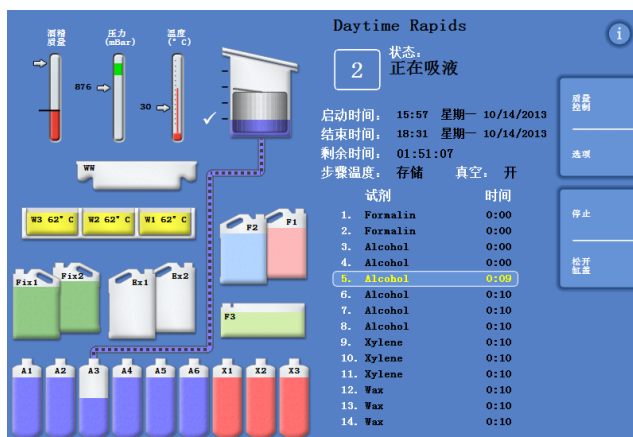 酒精
质量
压力
(mBar)
温度
(° C)
876
30
WW
W3 62° C
W2 62° C
W1 62° C
F2
F1
Fix1
Fix2
Ex1
Ex2
F3
A1
A2
A3
A4
A5
A6
X1
X2
X3
Daytime Rapids
2
状态:
正在吸液
启动时间: 15:57 星期一 10/14/2013
结束时间: 18:31 星期一 10/14/2013
剩余时间: 01:51:07
步骤温度: 存储 真空: 开
试剂 时间
1. Formalin 0:00
2. Formalin 0:00
3. Alcohol 0:00
4. Alcohol 0:00
5. Alcohol 0:09
6. Alcohol 0:10
7. Alcohol 0:10
8. Alcohol 0:10
9. Xylene 0:10
10. Xylene 0:10
11. Xylene 0:10
12. Wax 0:10
13. Wax 0:10
14. Wax 0:10
i
质量
控制
选项
停止
松开
缸盖